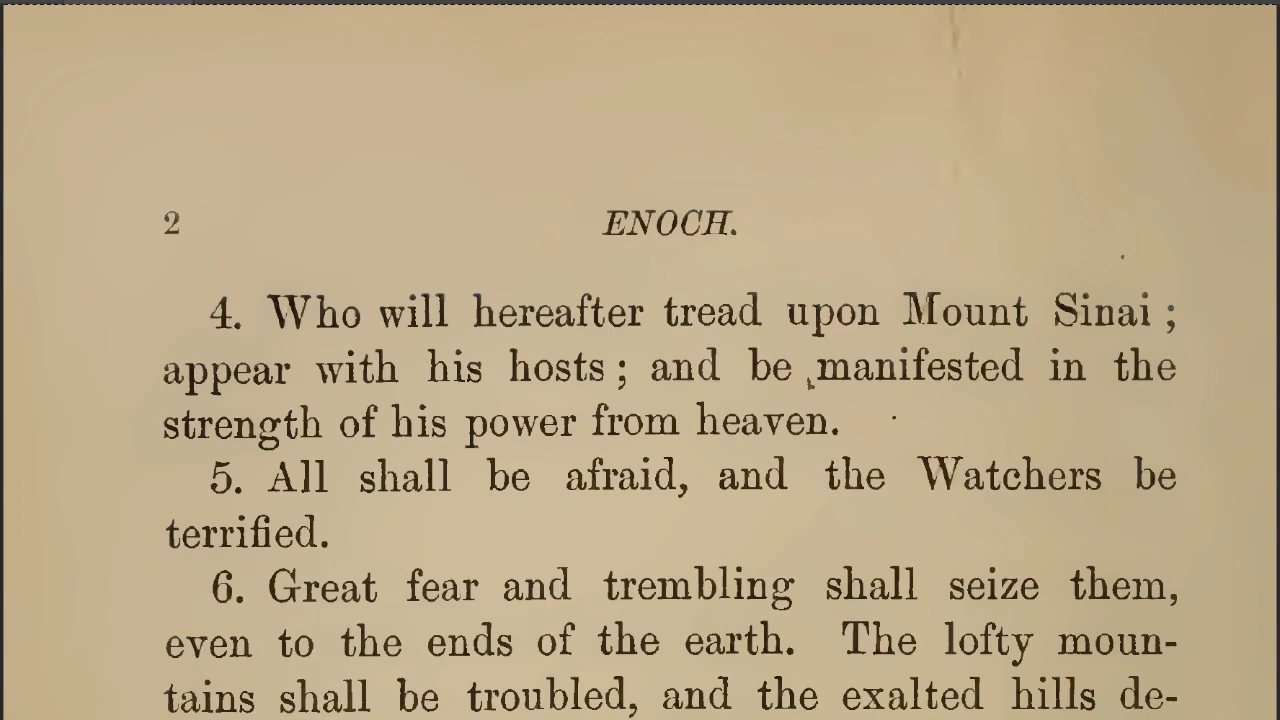 2
ENOCH.
4. Who will hereafter tread upon Mount Sinai ;
appear with his hosts ; and be manifested in the
strength of his power from heaven.
5. All shall be afraid, and the Watchers be
terrified.
6. Great fear and trembling shall seize them,
even to the ends of the earth. The lofty moun-
tains shall be troubled, and the exalted hills de-